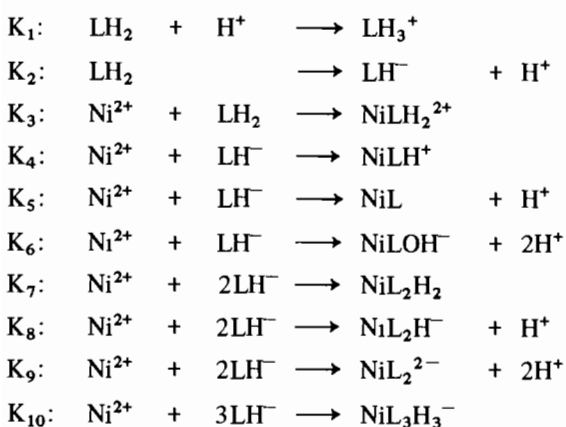 K₁: LH₂ + H⁺ ⟶ LH₃⁺
K₂: LH₂ ⟶ LH⁻ + H⁺
K₃: Ni²⁺ + LH₂ ⟶ NiLH₂²⁺
K₄: Ni²⁺ + LH⁻ ⟶ NiLH⁺
K₅: Ni²⁺ + LH⁻ ⟶ NiL + H⁺
K₆: Nı²⁺ + LH⁻ ⟶ NiLOH⁻ + 2H⁺
K₇: Ni²⁺ + 2LH⁻ ⟶ NiL₂H₂
K₈: Ni²⁺ + 2LH⁻ ⟶ NıL₂H⁻ + H⁺
K₉: Ni²⁺ + 2LH⁻ ⟶ NiL₂²⁻ + 2H⁺
K₁₀: Ni²⁺ + 3LH⁻ ⟶ NiL₃H₃⁻